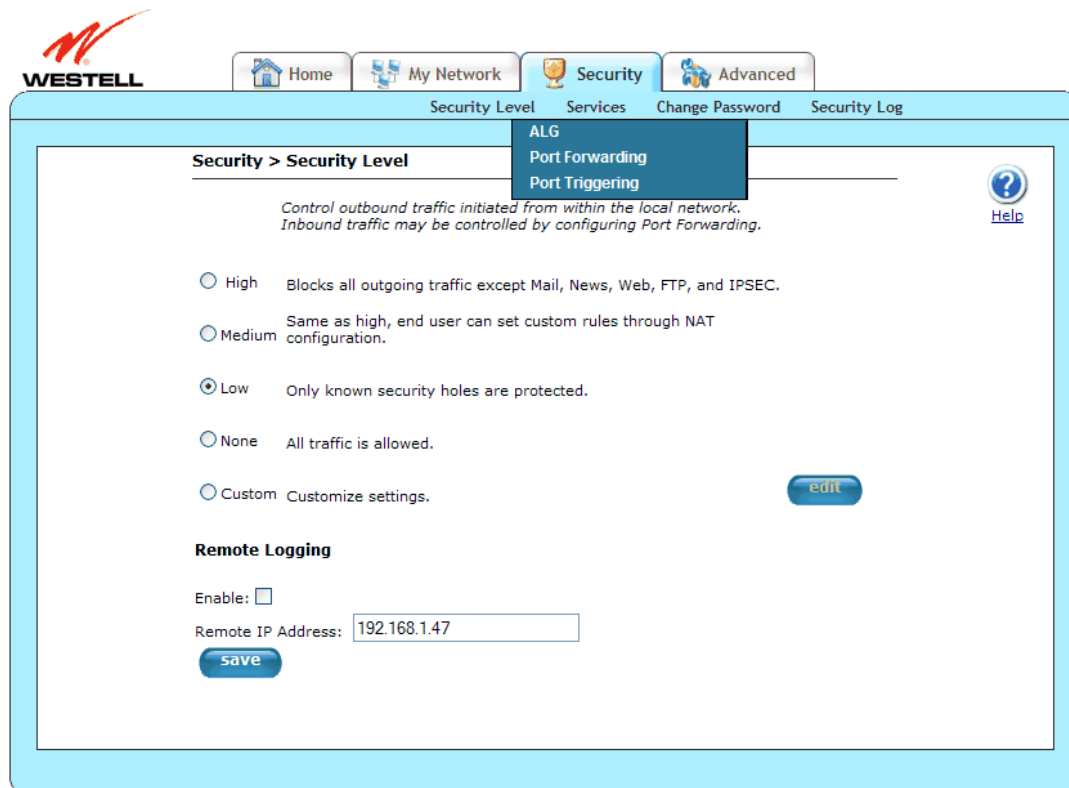 WESTELL
Home
My Network
Security
Advanced
Security Level
Services
Change Password
Security Log
ALG
Port Forwarding
Port Triggering
Security > Security Level
Help
Control outbound traffic initiated from within the local network.
Inbound traffic may be controlled by configuring Port Forwarding.
High
Blocks all outgoing traffic except Mail, News, Web, FTP, and IPSEC.
Medium
Same as high, end user can set custom rules through NAT
configuration.
Low
Only known security holes are protected.
None
All traffic is allowed.
Custom
Customize settings.
edit
Remote Logging
Enable:
Remote IP Address: 192.168.1.47
save